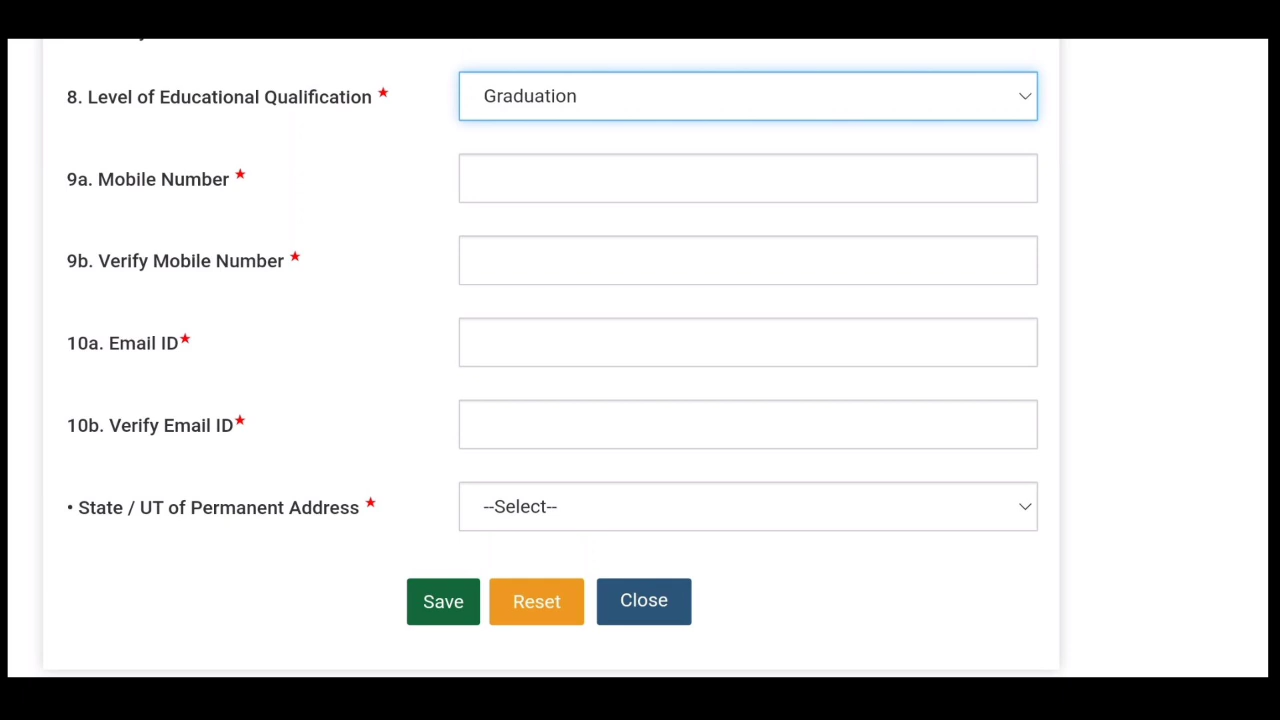 8. Level of Educational Qualification *
Graduation
9a. Mobile Number *
9b. Verify Mobile Number *
10a. Email ID*
10b. Verify Email ID*
• State / UT of Permanent Address *
--Select--
Save Reset Close